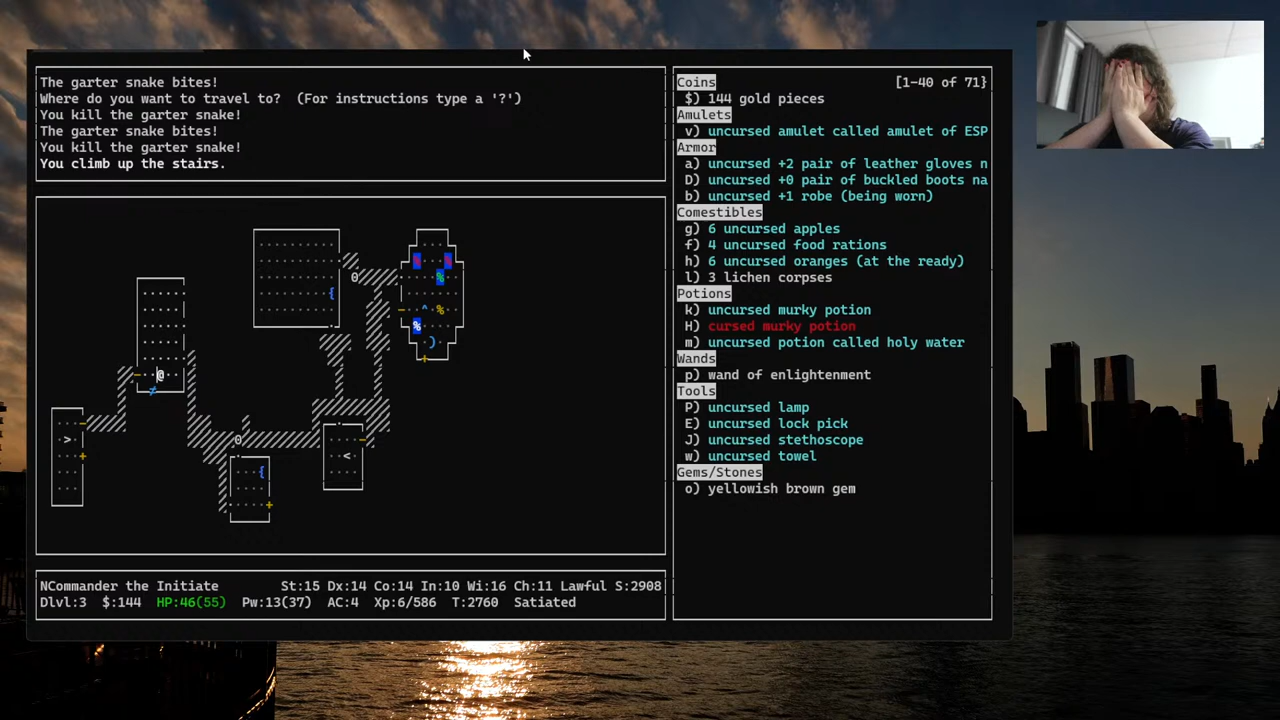 The garter snake bites!
Where do you want to travel to?  (For instructions type a '?')
You kill the garter snake!
The garter snake bites!
You kill the garter snake!
You climb up the stairs.
Coins [1-40 of 71}
$) 144 gold pieces
Amulets
v) uncursed amulet called amulet of ESP
Armor
a) uncursed +2 pair of leather gloves n
D) uncursed +0 pair of buckled boots na
b) uncursed +1 robe (being worn)
Comestibles
g) 6 uncursed apples
f) 4 uncursed food rations
h) 6 uncursed oranges (at the ready)
l) 3 lichen corpses
Potions
k) uncursed murky potion
H) cursed murky potion
m) uncursed potion called holy water
Wands
p) wand of enlightenment
Tools
P) uncursed lamp
E) uncursed lock pick
J) uncursed stethoscope
w) uncursed towel
Gems/Stones
o) yellowish brown gem
NCommander the Initiate St:15 Dx:14 Co:14 In:10 Wi:16 Ch:11 Lawful S:2908
Dlvl:3 $:144 HP:46(55) Pw:13(37) AC:4 Xp:6/586 T:2760 Satiated